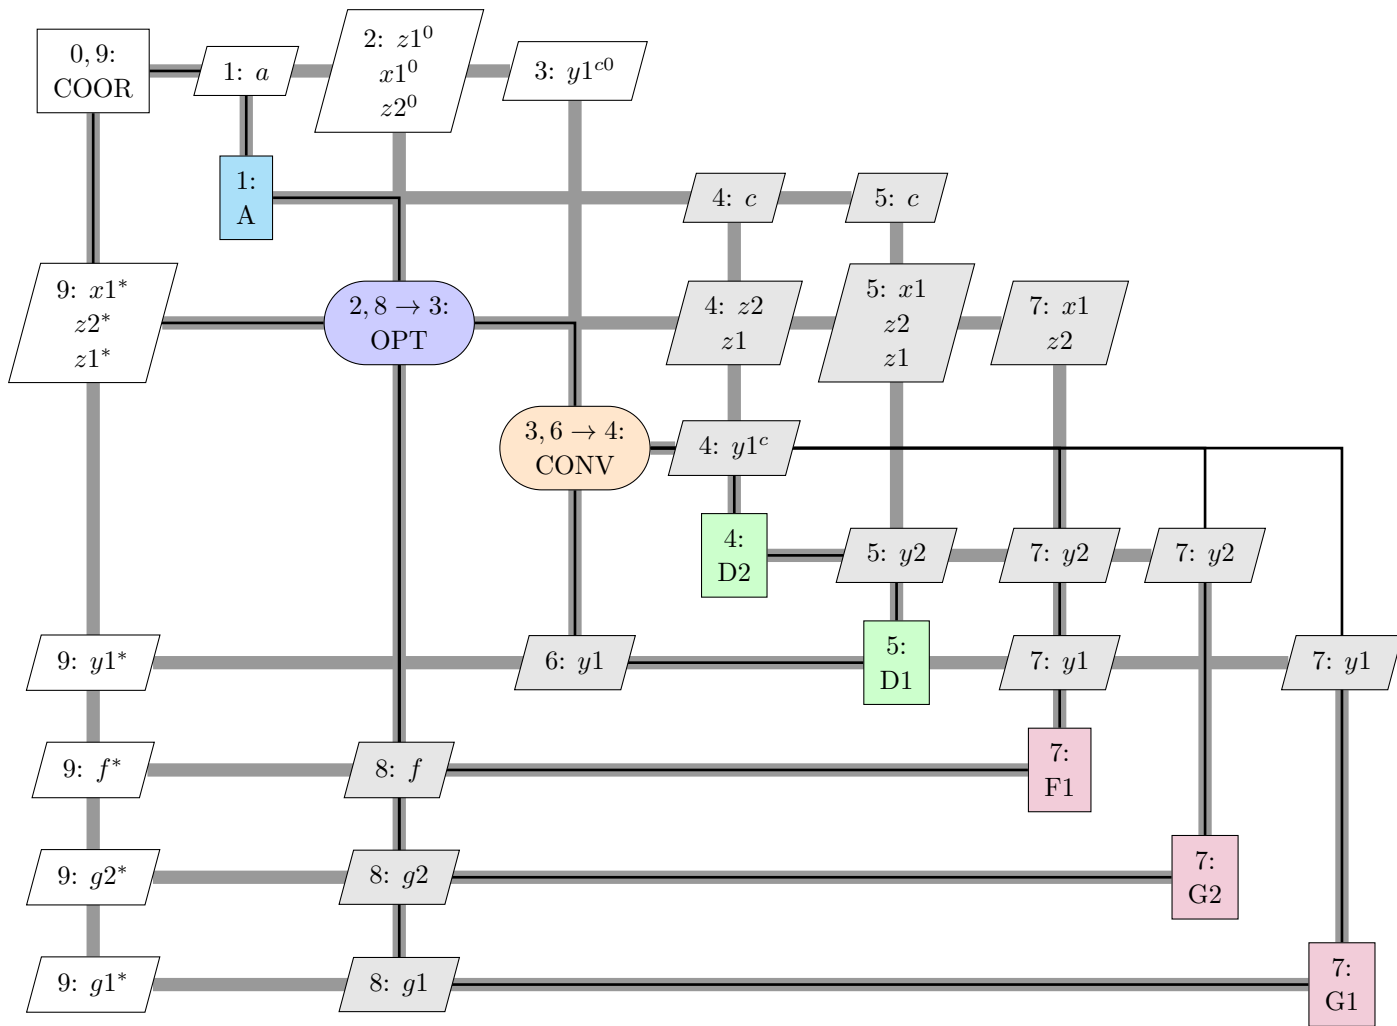 0, 9:
COOR
1: a
2: z1⁰
x1⁰
z2⁰
3: y1ᶜ⁰
1:
A
4: c
5: c
9: x1*
z2*
z1*
2, 8 → 3:
OPT
4: z2
z1
5: x1
z2
z1
7: x1
z2
3, 6 → 4:
CONV
4: y1ᶜ
4:
D2
5: y2
7: y2
7: y2
9: y1*
6: y1
5:
D1
7: y1
7: y1
9: f*
8: f
7:
F1
9: g2*
8: g2
7:
G2
9: g1*
8: g1
7:
G1